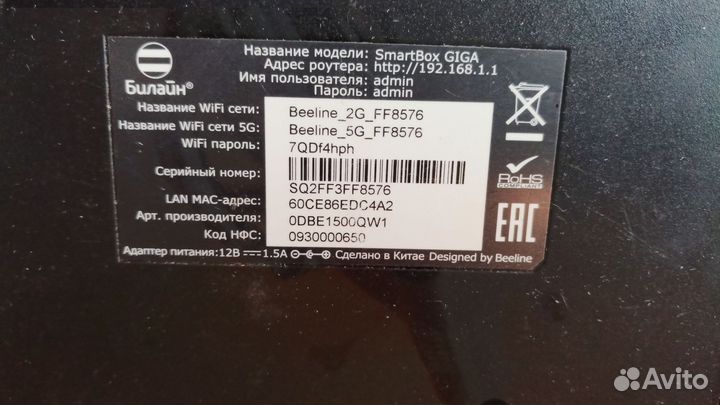 Билайн®
Название модели: SmartBox GIGA
Адрес роутера: http://192.168.1.1
Имя пользователя: admin
Пароль: admin
Название WiFi сети: Beeline_2G_FF8576
Название WiFi сети 5G: Beeline_5G_FF8576
WiFi пароль: 7QDf4hph
Серийный номер:
SQ2FF3FF8576
LAN MAC-адрес: 60CE86EDC4A2
Арт. производителя: 0DBE1500QW1
Код НФС: 0930000650
Адаптер питания:12В 1.5A Сделано в Китае Designed by Beeline
RoHS
COMPLIANT
EAC
Avito